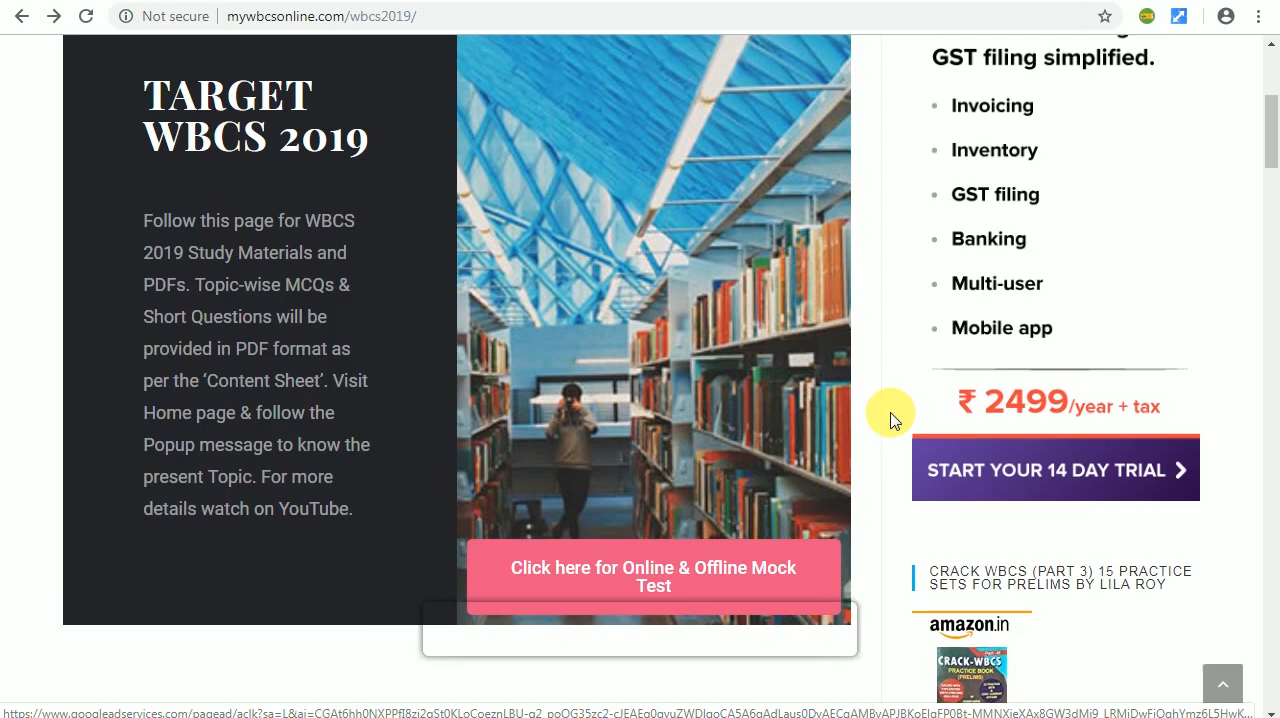 Not secure
mywbcsonline.com/wbcs2019/
TARGET
WBCS 2019
Follow this page for WBCS
2019 Study Materials and
PDFs. Topic-wise MCQs &
Short Questions will be
provided in PDF format as
per the ‘Content Sheet’. Visit
Home page & follow the
Popup message to know the
present Topic. For more
details watch on YouTube.
Click here for Online & Offline Mock
Test
GST filing simplified.
Invoicing
Inventory
GST filing
Banking
Multi-user
Mobile app
₹ 2499/year + tax
START YOUR 14 DAY TRIAL
CRACK WBCS (PART 3) 15 PRACTICE
SETS FOR PRELIMS BY LILA ROY
amazon.in
CRACK-WBCS
PRACTICE BOOK
(PRELIMS)